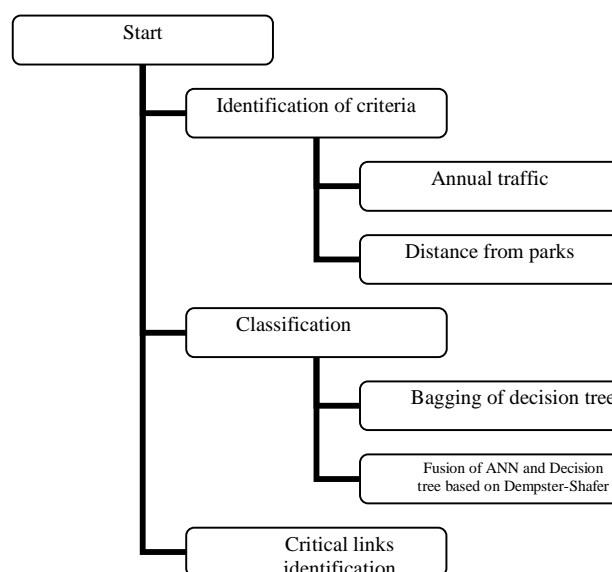 Start
Identification of criteria
Annual traffic
Distance from parks
Classification
Bagging of decision tree
Fusion of ANN and Decision
tree based on Dempster-Shafer
Critical links
identification